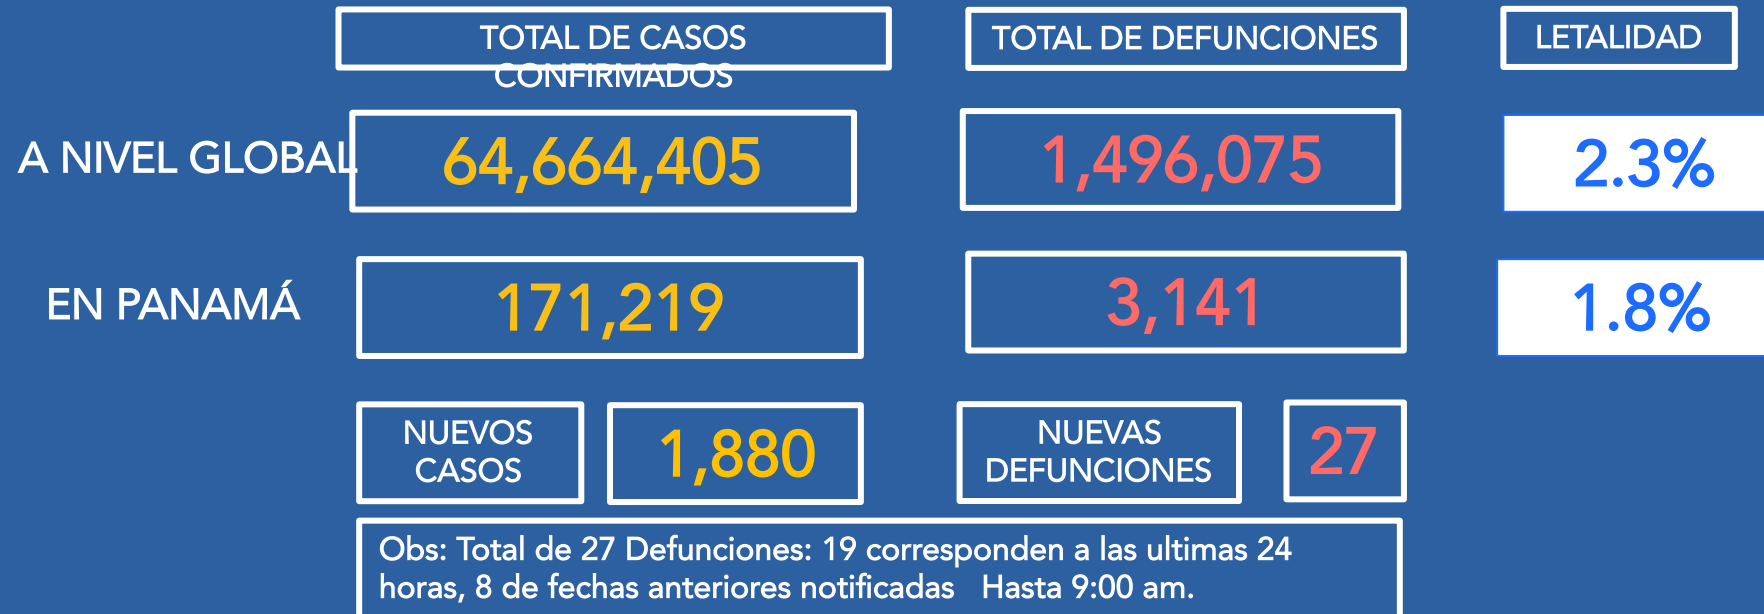 TOTAL DE CASOS
CONFIRMADOS
TOTAL DE DEFUNCIONES
LETALIDAD
A NIVEL GLOBAL
64,664,405
1,496,075
2.3%
EN PANAMÁ
171,219
3,141
1.8%
NUEVOS
CASOS
1,880
NUEVAS
DEFUNCIONES
27
Obs: Total de 27 Defunciones: 19 corresponden a las ultimas 24
horas, 8 de fechas anteriores notificadas   Hasta 9:00 am.